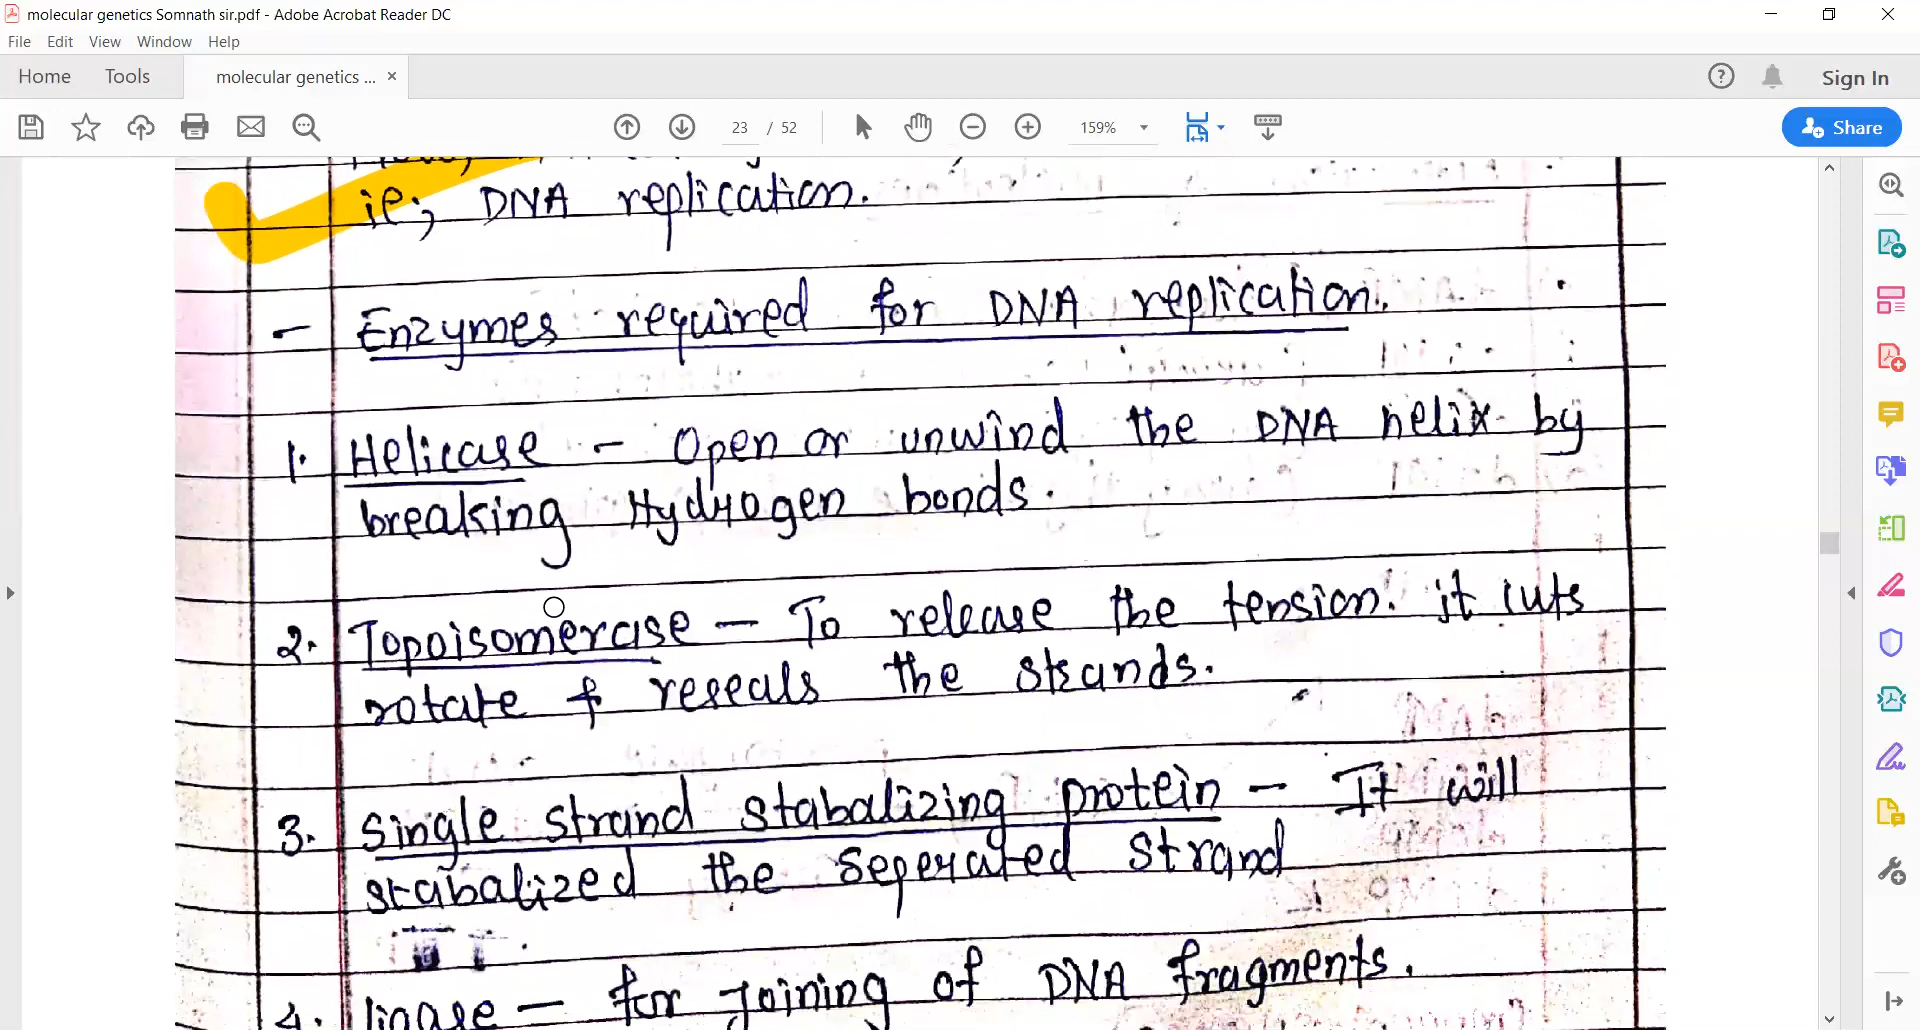 molecular genetics Somnath sir.pdf - Adobe Acrobat Reader DC
File Edit View Window Help
Home Tools molecular genetics ... × Sign In
23 / 52 159% Share
ie; DNA replication.
- Enzymes required for DNA replication.
1. Helicase - Open or unwind the DNA helix by
breaking Hydrogen bonds.
2. Topoisomerase - To release the tension. it cuts
rotate & reseals the strands.
3. Single strand stabalizing protein - It will
stabalized the seperated strand
4. ligase - for joining of DNA fragments.